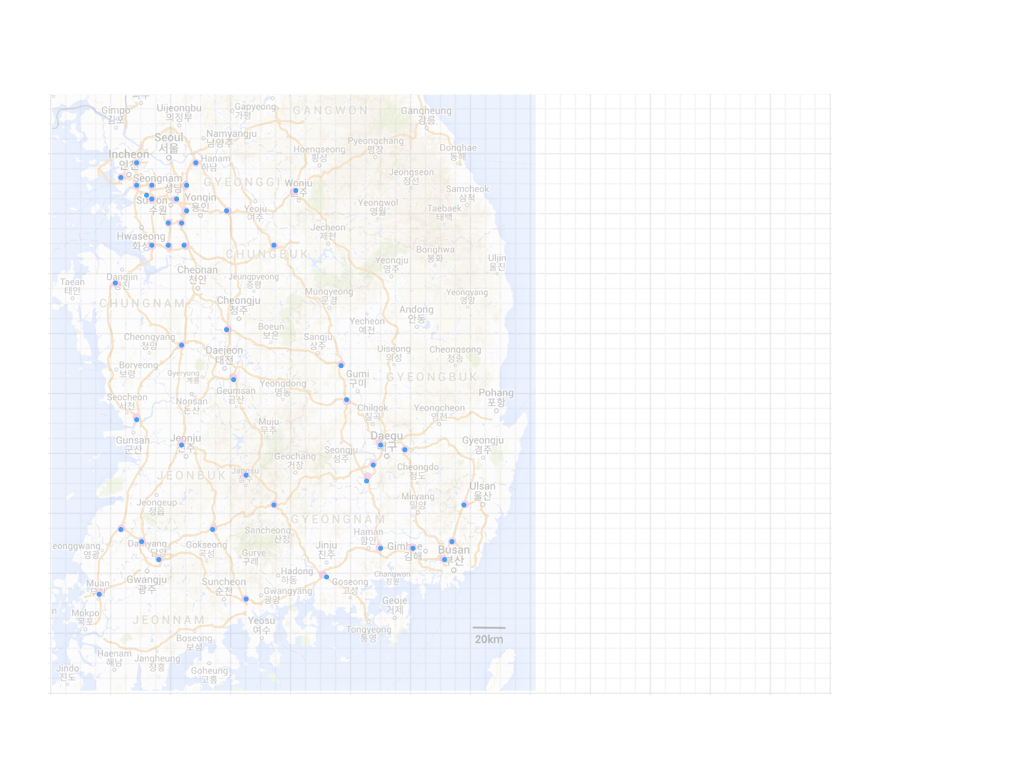 Gimpo
김포
Uijeongbu
의정부
Gapyeong
가평
GANGWON
Gangneung
강릉
Seoul
서울
Namyangju
남양주
Pyeongchang
평창
Hoengseong
횡성
Donghae
동해
Incheon
인천
Hanam
하남
Jeongseon
정선
Seongnam
성남
GYEONGGI
Wonju
Samcheok
삼척
Suwon
수원
Yongin
용인
Yeoju
여주
Yeongwol
영월
Taebaek
태백
Hwaseong
화성
Jecheon
제천
Bonghwa
봉화
Uljin
울진
CHUNGBUK
Yeongju
영주
Cheonan
천안
Dangjin
당진
Taean
태안
Jeungpyeong
증평
Mungyeong
문경
Yeongyang
영양
CHUNGNAM
Cheongju
청주
Andong
안동
Yecheon
예천
Boeun
보은
Sangju
상주
Cheongyang
청양
Daejeon
대전
Uiseong
의성
Cheongsong
청송
Boryeong
보령
Gyeryong
계룡
Gumi
구미
GYEONGBUK
Yeongdong
영동
Geumsan
금산
Seocheon
서천
Nonsan
논산
Pohang
포항
Chilgok
칠곡
Yeongcheon
영천
Muju
무주
Gunsan
군산
Jeonju
Daegu
Gyeongju
경주
Seongju
성주
Geochang
거창
Cheongdo
청도
JEONBUK
Ulsan
울산
Miryang
밀양
Jeongeup
정읍
GYEONGNAM
Sancheong
산청
Haman
함안
Jinju
진주
Gimhae
김해
Busan
부산
eonggwang
영광
Damyang
담양
Gokseong
곡성
Gurye
구례
Gwangju
광주
Suncheon
순천
Hadong
하동
Changwon
창원
Goseong
고성
Muan
무안
Gwangyang
광양
Geoje
거제
Mokpo
목포
JEONNAM
Yeosu
여수
Tongyeong
통영
20km
Boseong
보성
Haenam
해남
Jangheung
장흥
Jindo
진도
Goheung
고흥